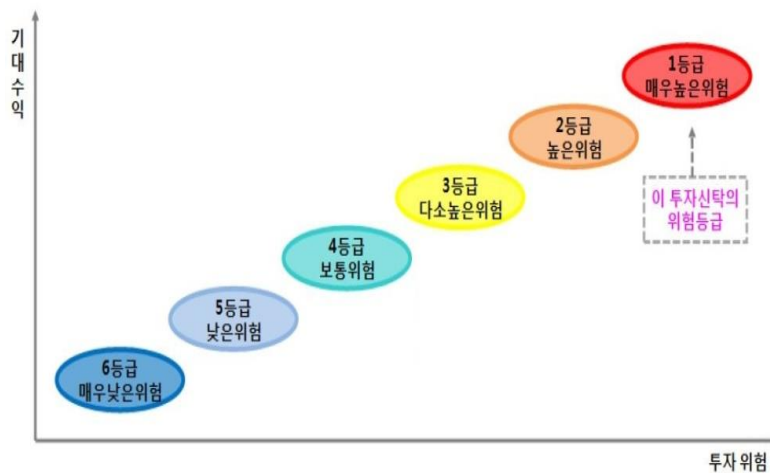 기대수익
1등급
매우높은위험
2등급
높은위험
3등급
다소높은위험
이 투자신탁의
위험등급
4등급
보통위험
5등급
낮은위험
6등급
매우낮은위험
투자 위험